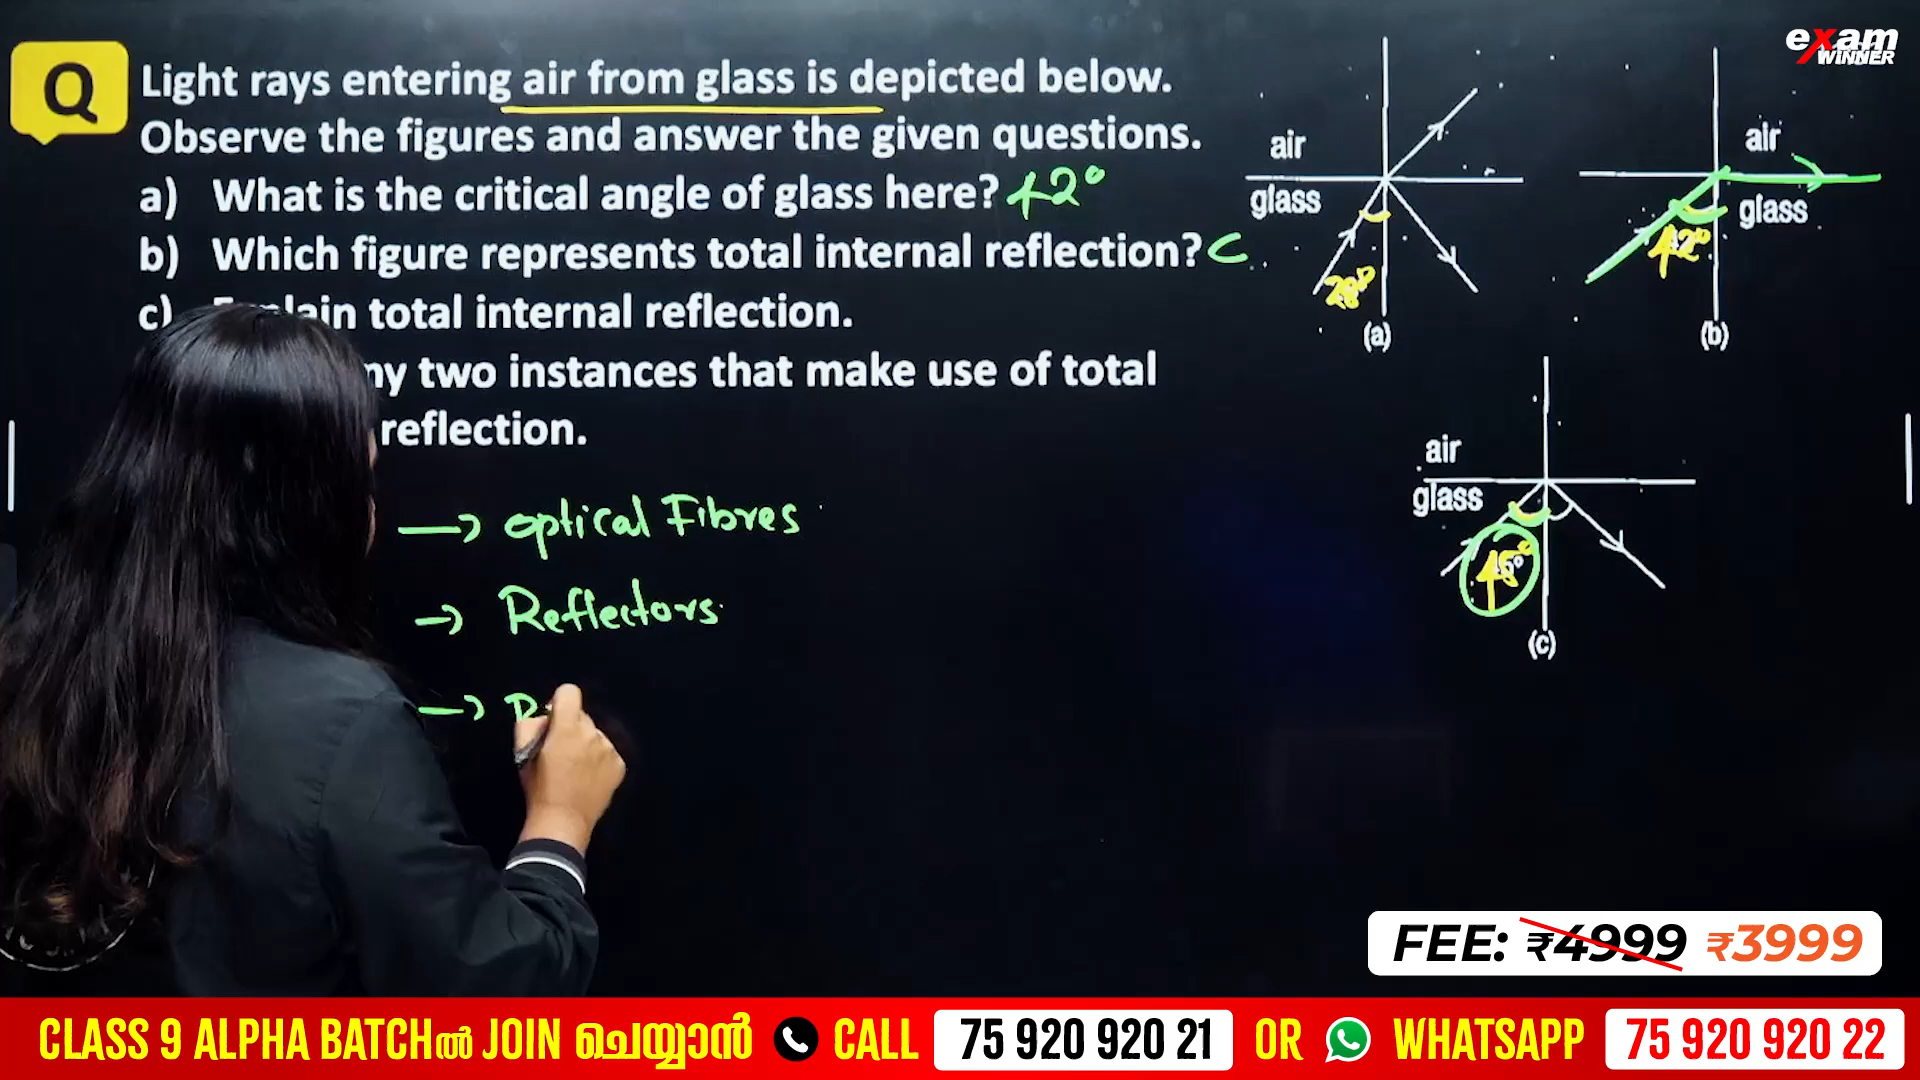 exam
WINNER
Q
Light rays entering air from glass is depicted below.
Observe the figures and answer the given questions.
a) What is the critical angle of glass here? 42°
b) Which figure represents total internal reflection? C
c) Explain total internal reflection.
ny two instances that make use of total
reflection.
→ optical Fibres
→ Reflectors
→
air
glass
28°
(a)
air
glass
42°
(b)
air
glass
45°
(c)
FEE: ₹4999 ₹3999
CLASS 9 ALPHA BATCHൽ JOIN ചെയ്യാൻ CALL 75 920 920 21 OR WHATSAPP 75 920 920 22